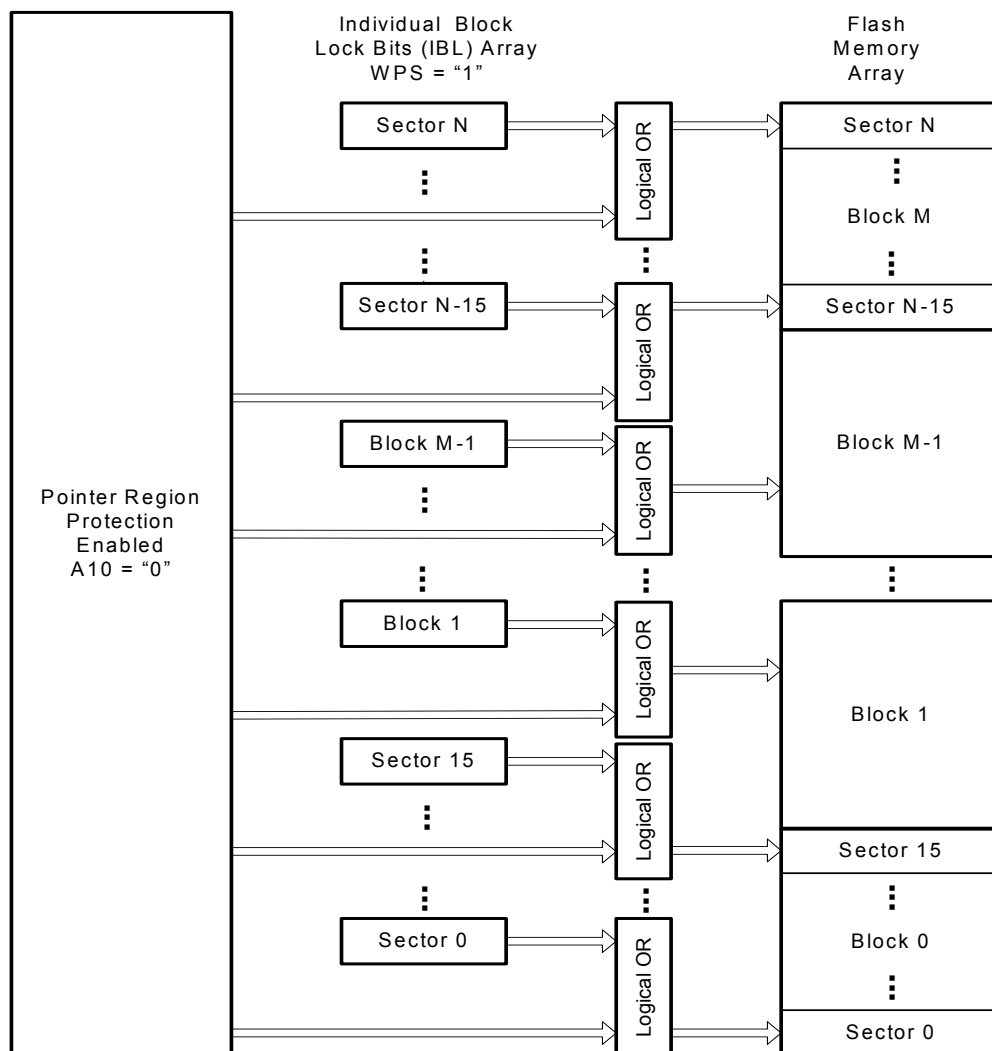 Individual Block
Lock Bits (IBL) Array
WPS = “1”
Flash
Memory
Array
Sector N
Logical OR
Sector N
Block M
Sector N-15
Logical OR
Sector N-15
Block M-1
Logical OR
Block M-1
Pointer Region
Protection
Enabled
A10 = “0”
Block 1
Logical OR
Block 1
Sector 15
Logical OR
Sector 15
Sector 0
Logical OR
Block 0
Sector 0